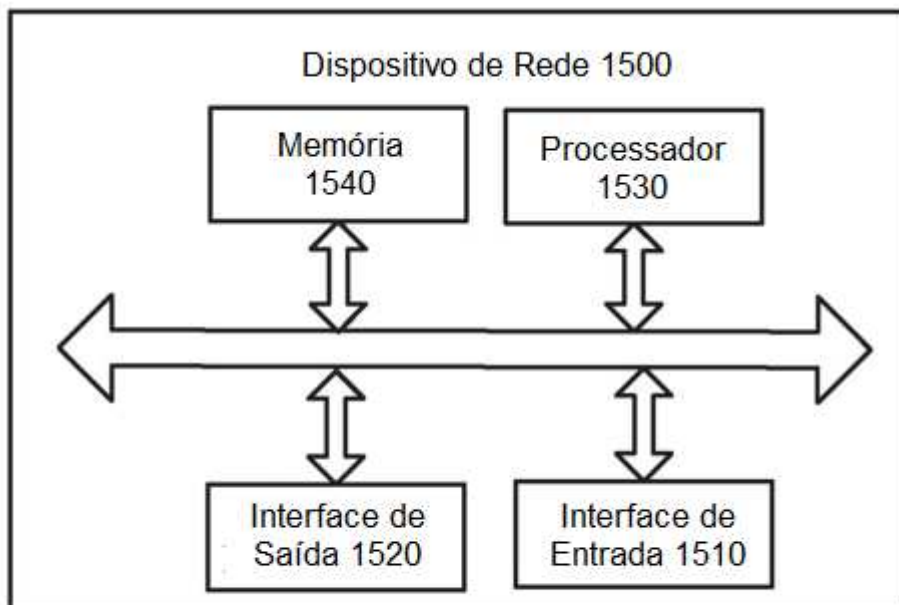 Dispositivo de Rede 1500
Memória
1540
Processador
1530
Interface de
Saída 1520
Interface de
Entrada 1510